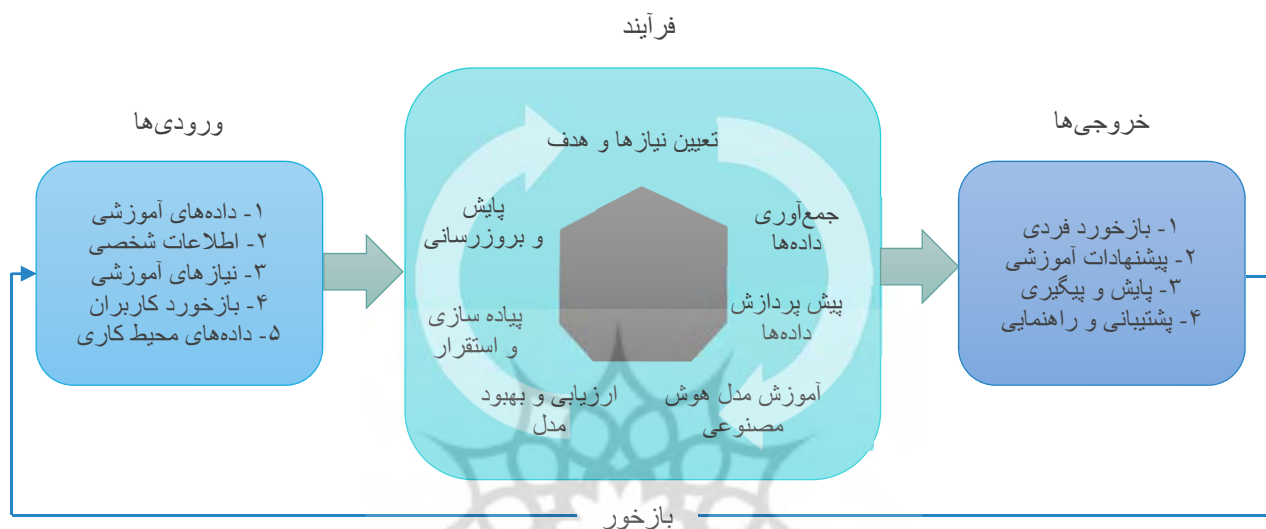 فرآیند
ورودی‌ها
۱- داده‌های آموزشی
۲- اطلاعات شخصی
۳- نیازهای آموزشی
۴- بازخورد کاربران
۵- داده‌های محیط کاری
تعیین نیازها و هدف
جمع‌آوری
داده‌ها
پیش پردازش
داده‌ها
آموزش مدل هوش
مصنوعی
ارزیابی و بهبود
مدل
پیاده سازی
و استقرار
پایش
و بروزرسانی
خروجی‌ها
۱- بازخورد فردی
۲- پیشنهادات آموزشی
۳- پایش و پیگیری
۴- پشتیبانی و راهنمایی
بازخور